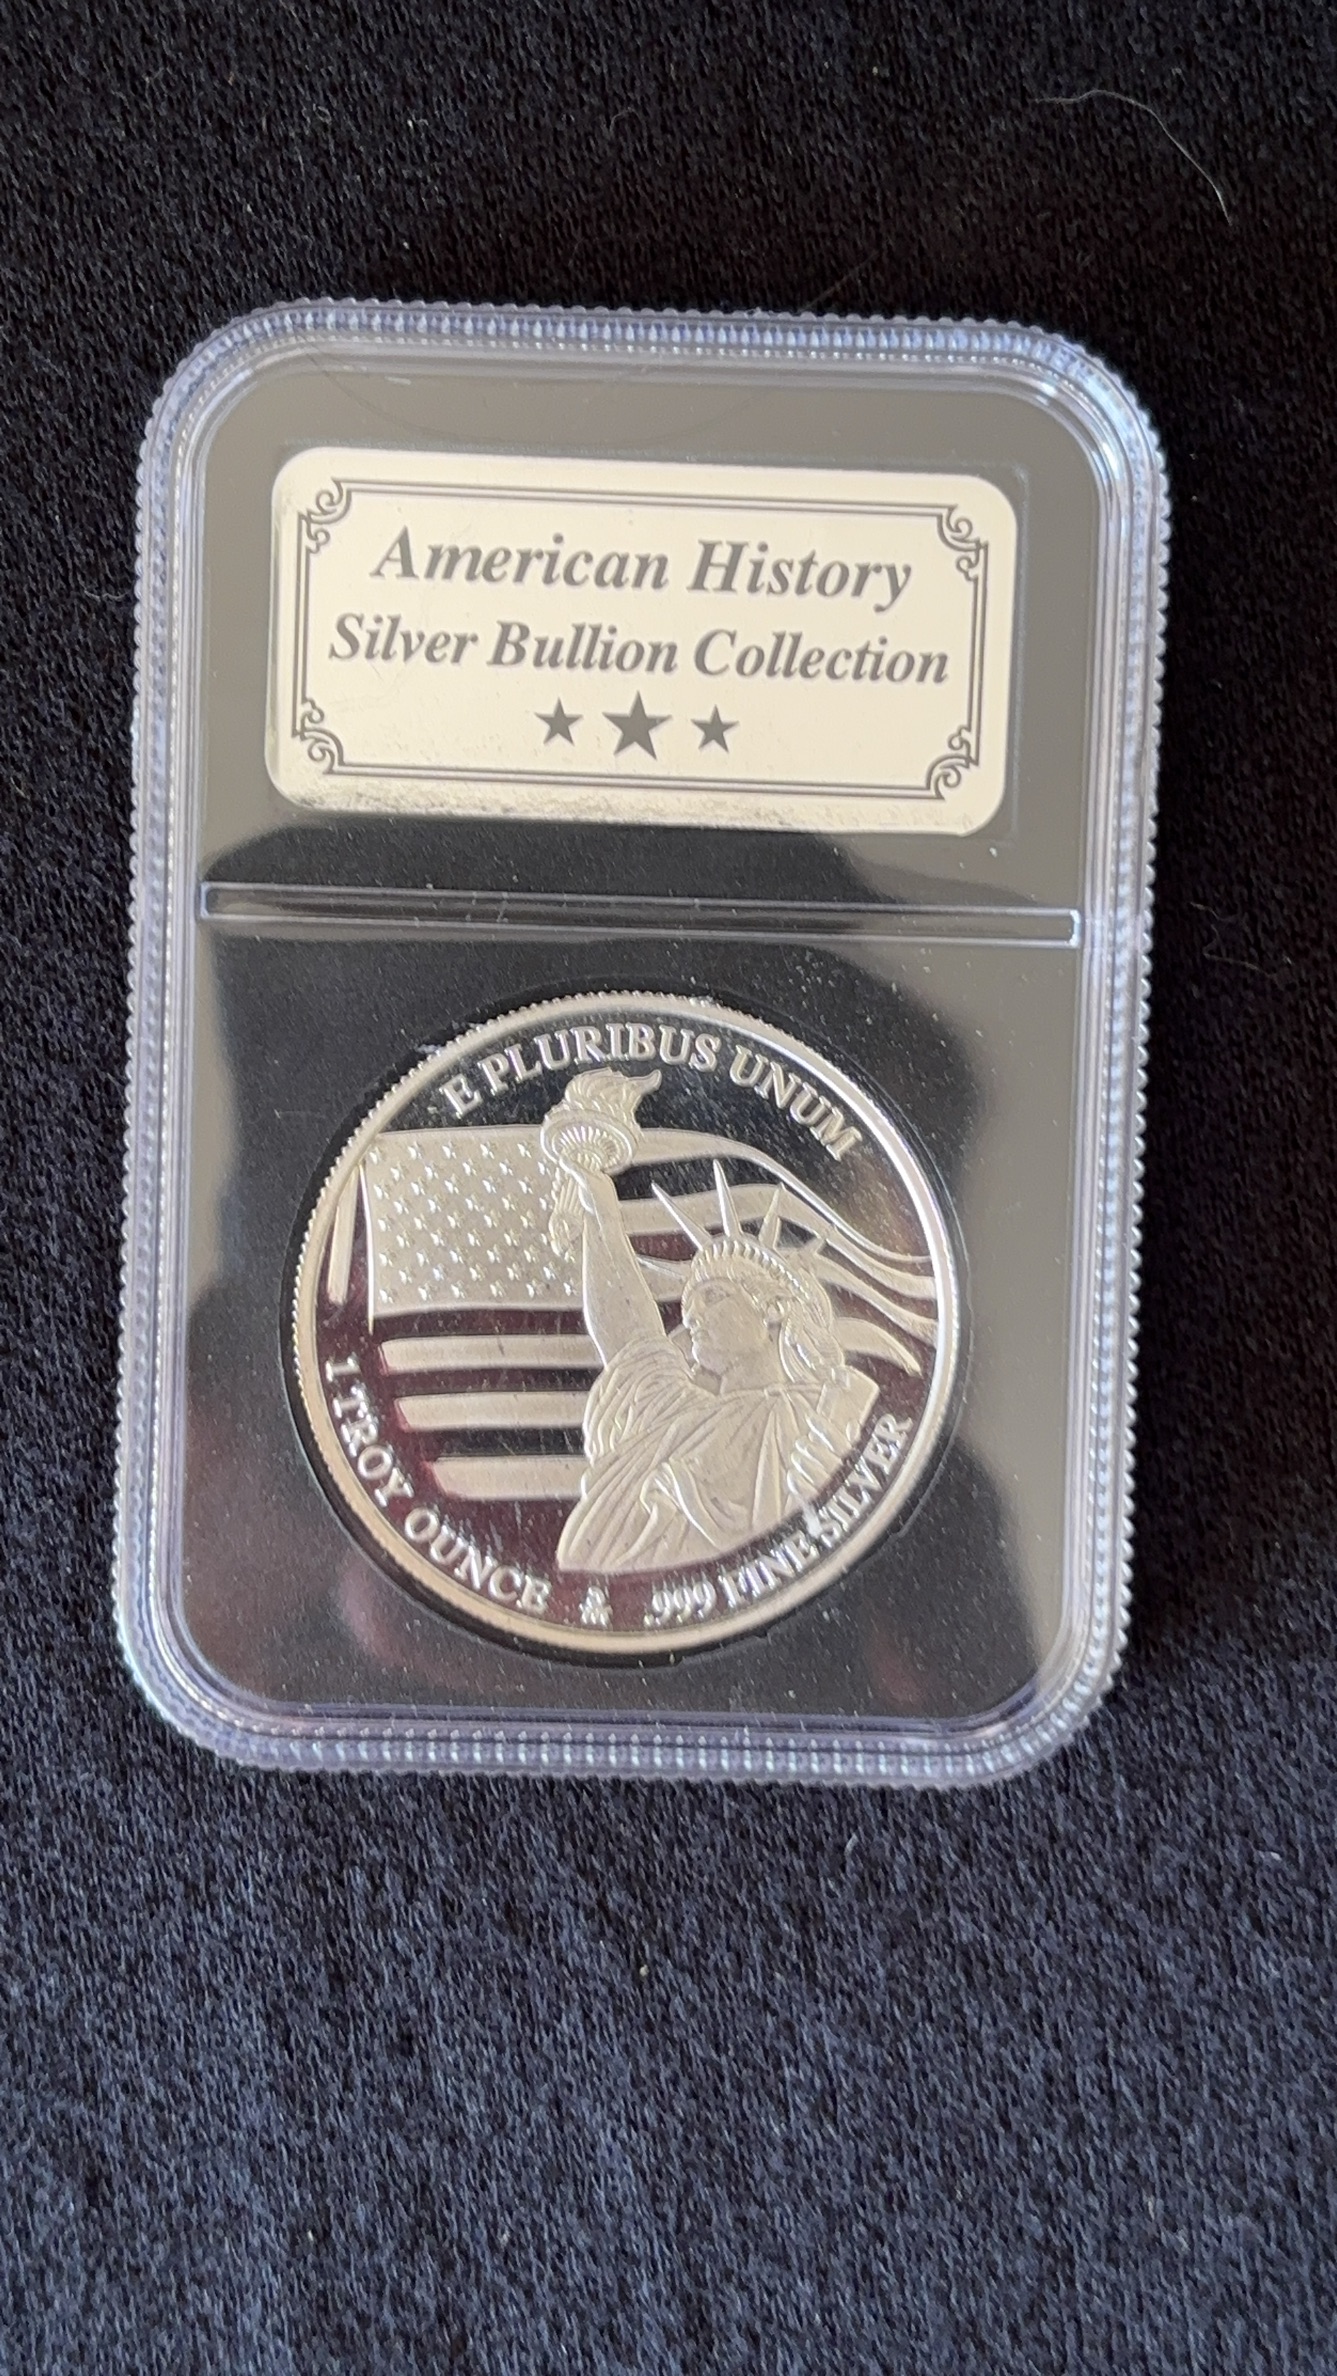 American History
Silver Bullion Collection
E PLURIBUS UNUM
1 TROY OUNCE & .999 FINE SILVER